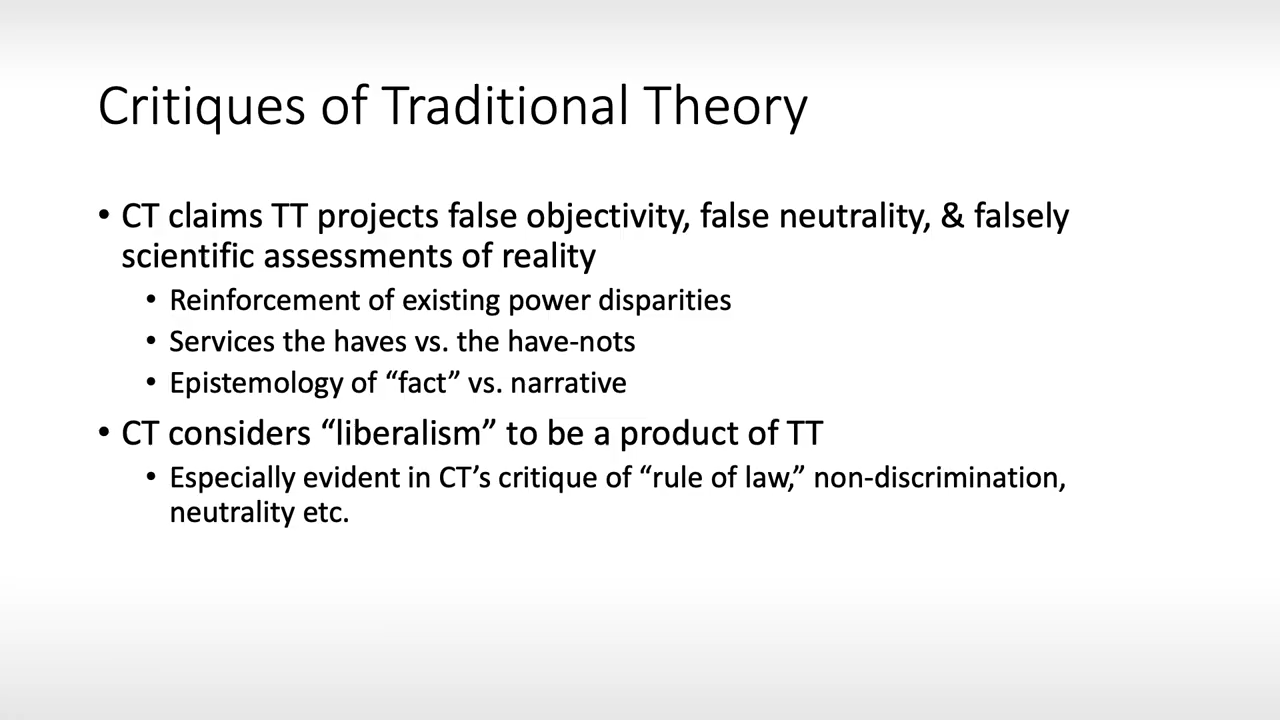 Critiques of Traditional Theory
• CT claims TT projects false objectivity, false neutrality, & falsely
scientific assessments of reality
• Reinforcement of existing power disparities
• Services the haves vs. the have-nots
• Epistemology of “fact” vs. narrative
• CT considers “liberalism” to be a product of TT
• Especially evident in CT’s critique of “rule of law,” non-discrimination,
neutrality etc.